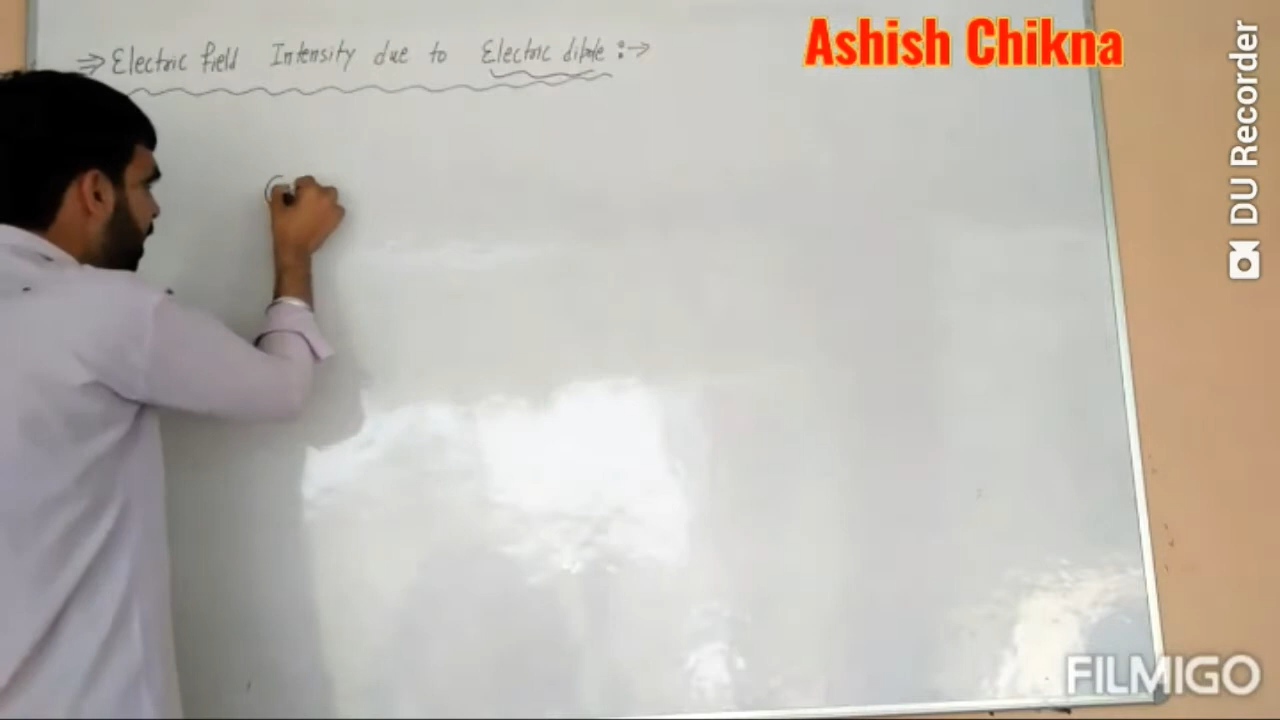 ⇒ Electric field Intensity due to Electric dipole :→
Ashish Chikna
DU Recorder
FILMIGO